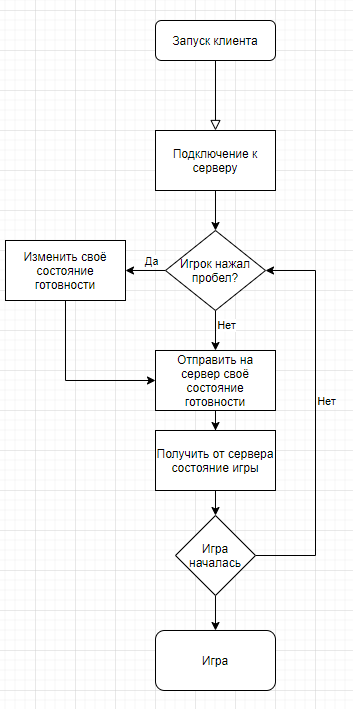 Запуск клиента
Подключение к
серверу
Игрок нажал
пробел?
Да
Изменить своё
состояние
готовности
Нет
Отправить на
сервер своё
состояние
готовности
Нет
Получить от сервера
состояние игры
Игра
началась
Игра